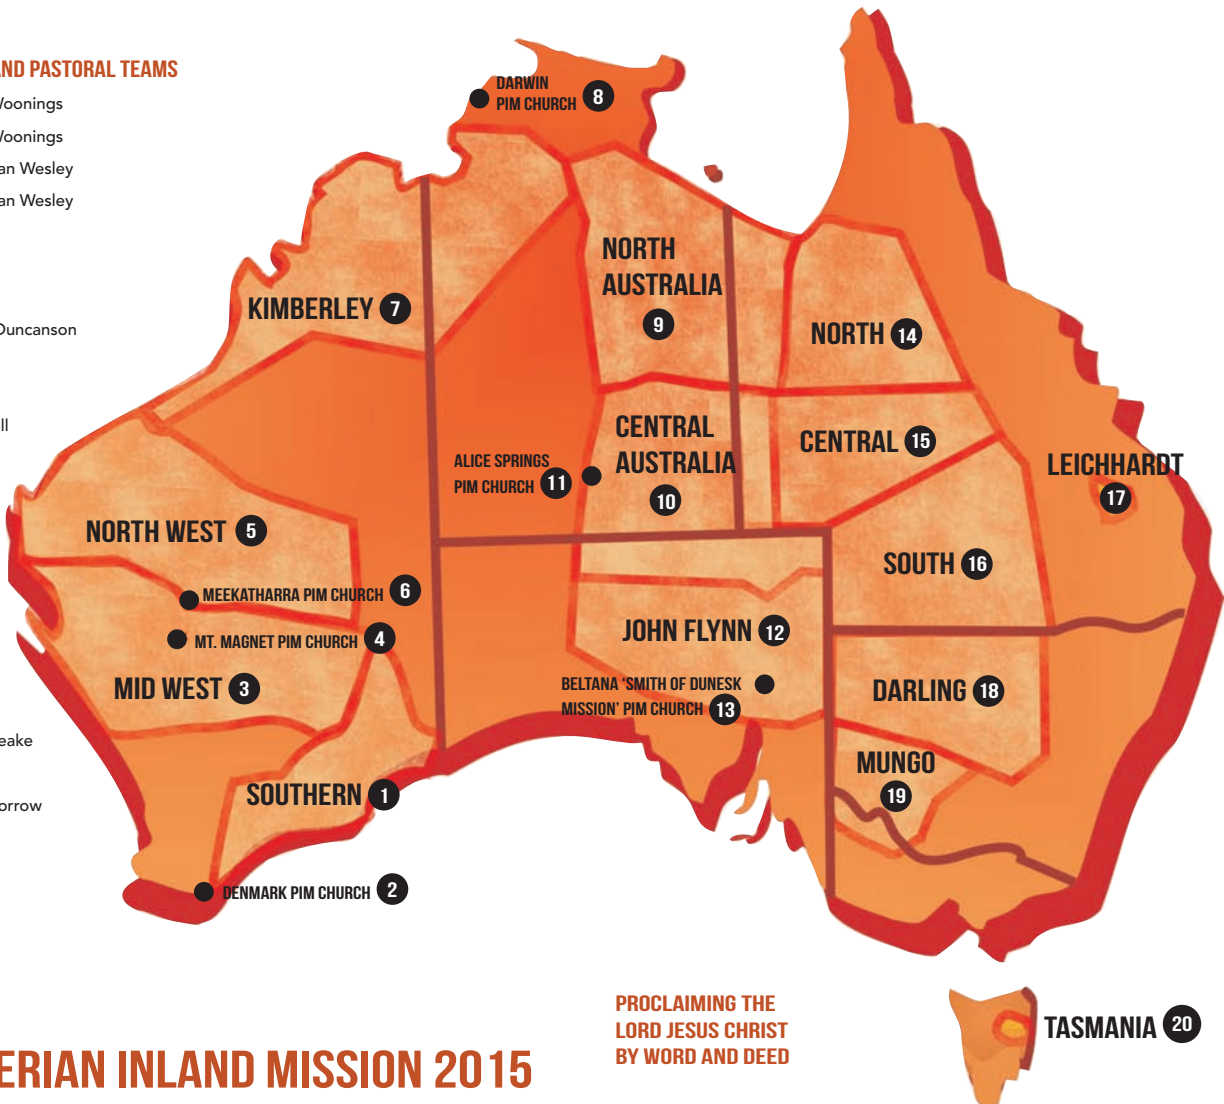 AND PASTORAL TEAMS
Woonings
Woonings
an Wesley
an Wesley
Duncanson
ll
eake
orrow
DARWIN
PIM CHURCH 8
KIMBERLEY 7
NORTH
AUSTRALIA
9
NORTH 14
CENTRAL
AUSTRALIA
10
CENTRAL 15
ALICE SPRINGS
PIM CHURCH 11
LEICHHARDT
17
NORTH WEST 5
SOUTH 16
MEEKATHARRA PIM CHURCH 6
MT. MAGNET PIM CHURCH 4
JOHN FLYNN 12
MID WEST 3
BELTANA 'SMITH OF DUNESK
MISSION' PIM CHURCH 13
DARLING 18
MUNGO
19
SOUTHERN 1
DENMARK PIM CHURCH 2
PROCLAIMING THE
LORD JESUS CHRIST
BY WORD AND DEED
TASMANIA 20
ERIAN INLAND MISSION 2015